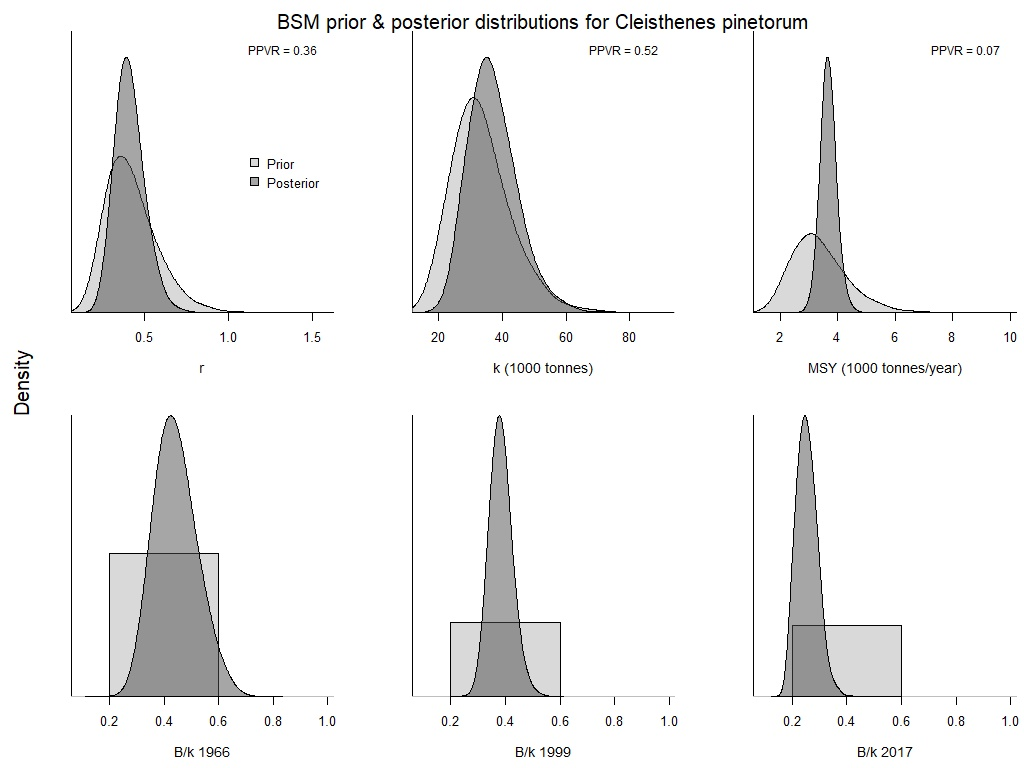 BSM prior & posterior distributions for Cleisthenes pinetorum
PPVR = 0.36
Prior
Posterior
0.5 1.0 1.5
r
PPVR = 0.52
20 40 60 80
k (1000 tonnes)
PPVR = 0.07
2 4 6 8 10
MSY (1000 tonnes/year)
Density
0.2 0.4 0.6 0.8 1.0
B/k 1966
0.2 0.4 0.6 0.8 1.0
B/k 1999
0.2 0.4 0.6 0.8 1.0
B/k 2017